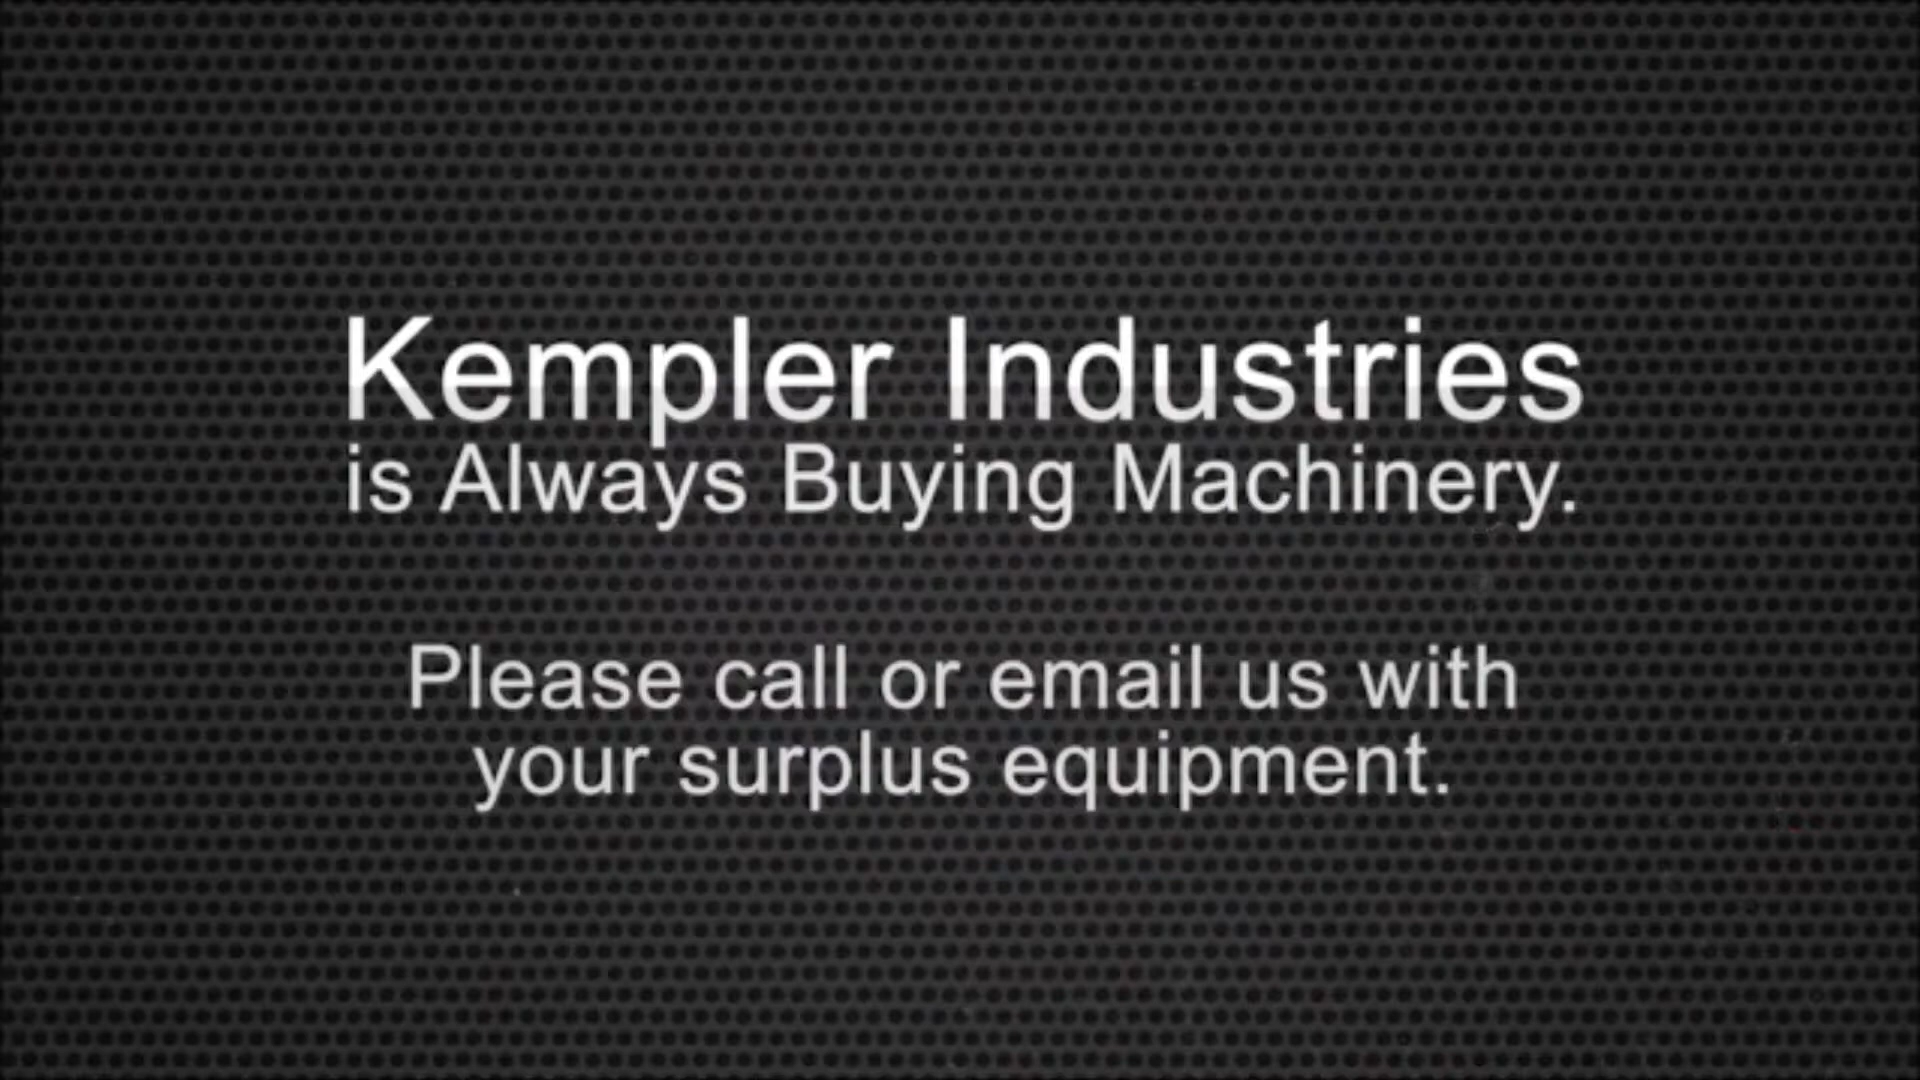 Kempler Industries
is Always Buying Machinery.
Please call or email us with
your surplus equipment.